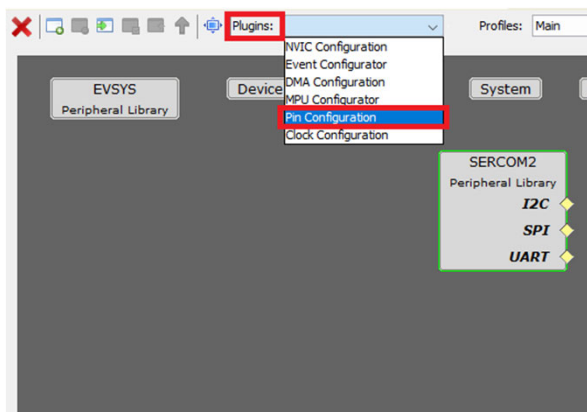 Plugins:
Profiles: Main
NVIC Configuration
Event Configurator
DMA Configuration
MPU Configurator
Pin Configuration
Clock Configuration
EVSYS
Peripheral Library
Device
System
SERCOM2
Peripheral Library
I2C
SPI
UART